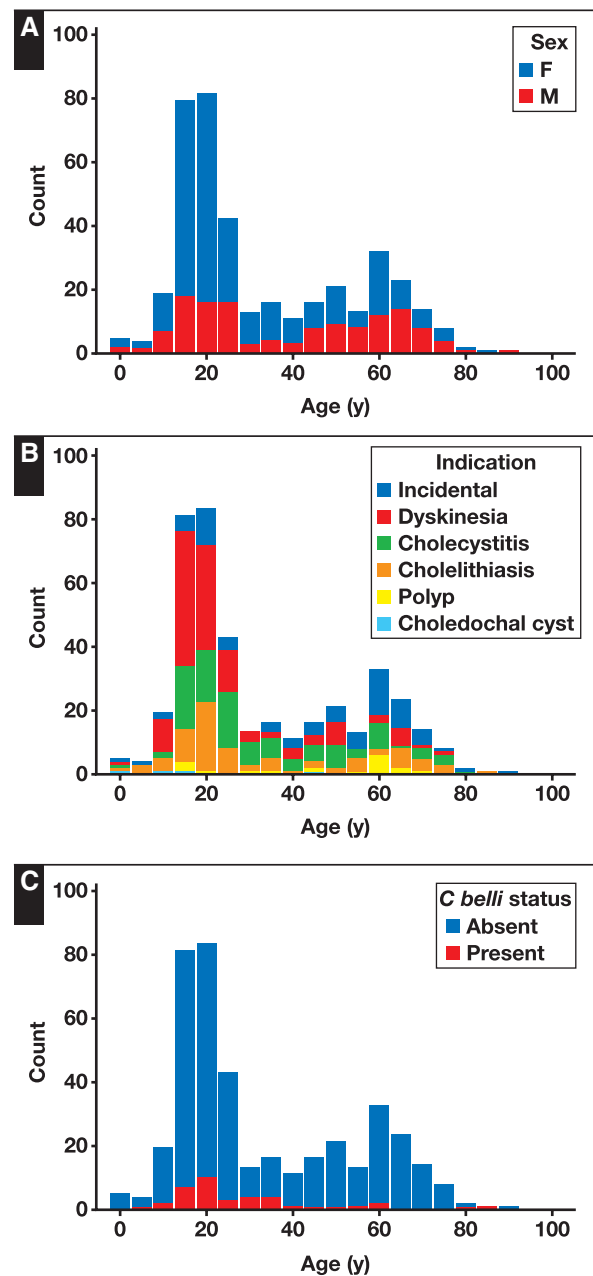 A
100
80
60
40
20
0
Count
0 20 40 60 80 100
Age (y)
Sex
F
M
B
100
80
60
40
20
0
Count
0 20 40 60 80 100
Age (y)
Indication
Incidental
Dyskinesia
Cholecystitis
Cholelithiasis
Polyp
Choledochal cyst
C
100
80
60
40
20
0
Count
0 20 40 60 80 100
Age (y)
C belli status
Absent
Present